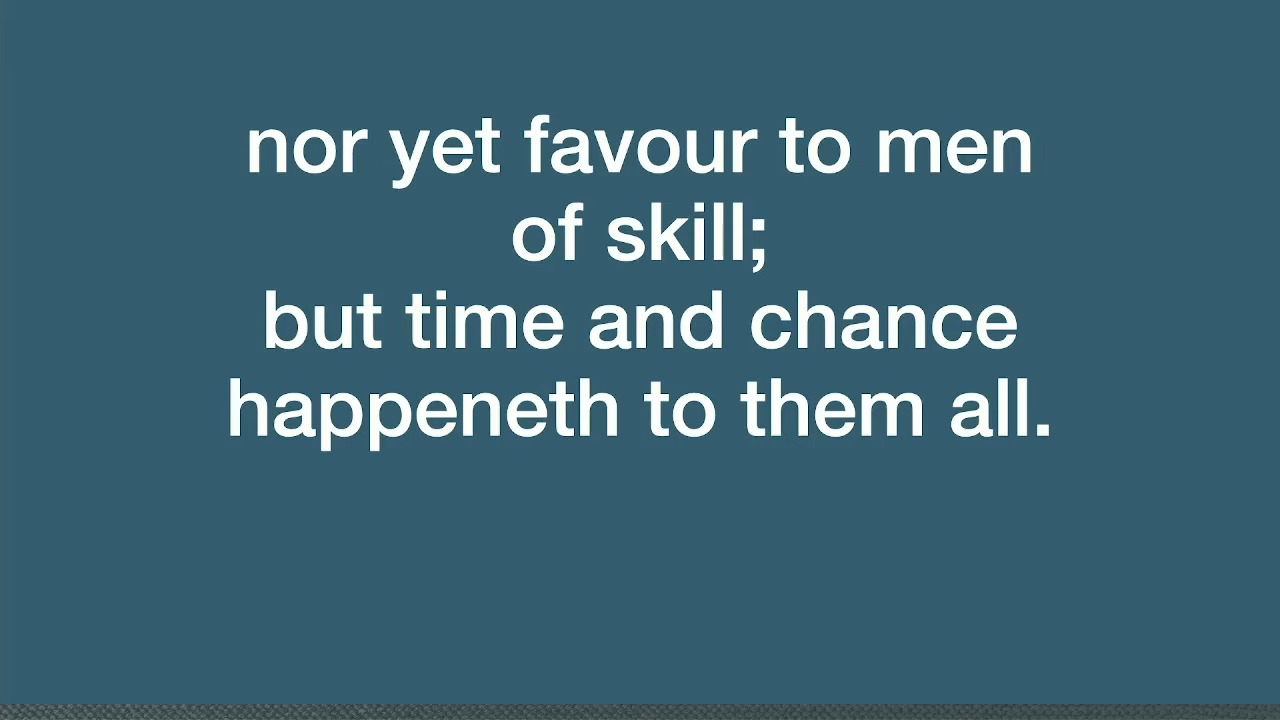 nor yet favour to men
of skill;
but time and chance
happeneth to them all.